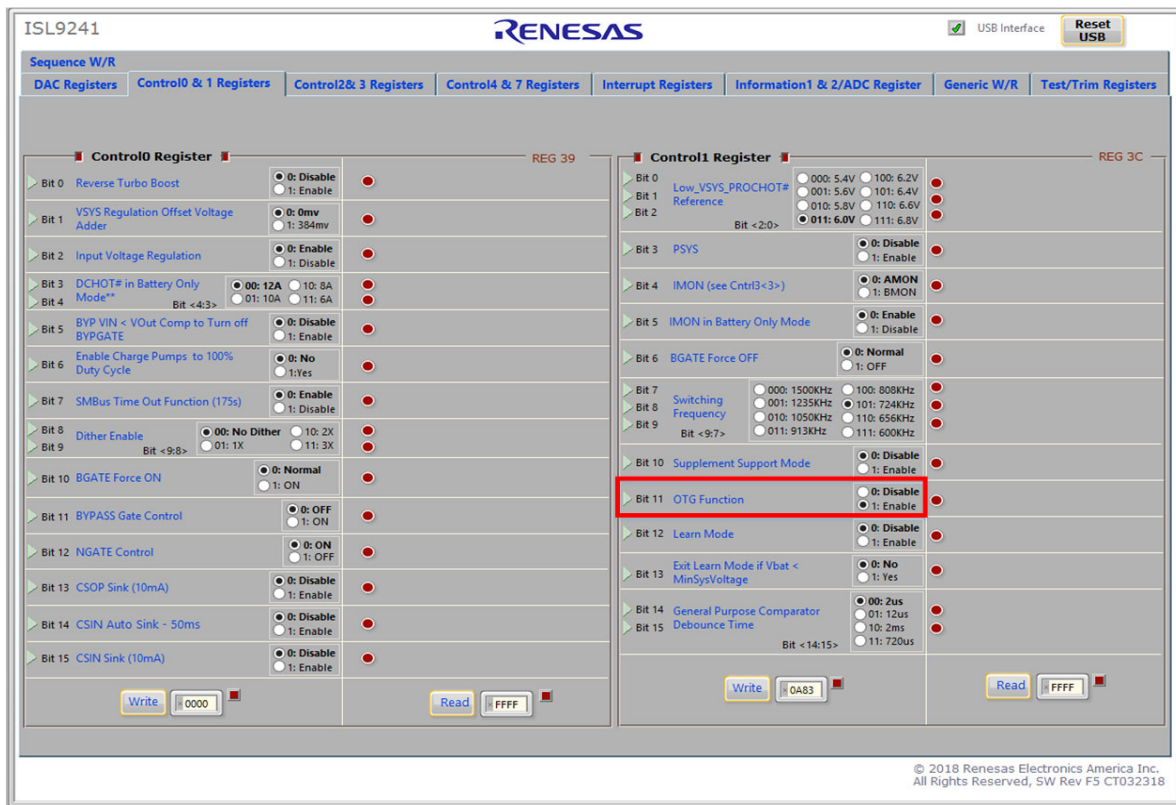 ISL9241
RENESAS
USB Interface
Reset USB
Sequence W/R
DAC Registers
Control0 & 1 Registers
Control2& 3 Registers
Control4 & 7 Registers
Interrupt Registers
Information1 & 2/ADC Register
Generic W/R
Test/Trim Registers
Control0 Register
REG 39
Bit 0 Reverse Turbo Boost
0: Disable
1: Enable
Bit 1 VSYS Regulation Offset Voltage Adder
0: 0mv
1: 384mv
Bit 2 Input Voltage Regulation
0: Enable
1: Disable
Bit 3 DCHOT# in Battery Only
Bit 4 Mode** Bit <4:3>
00: 12A 10: 8A
01: 10A 11: 6A
Bit 5 BYP VIN < VOut Comp to Turn off BYPGATE
0: Disable
1: Enable
Bit 6 Enable Charge Pumps to 100% Duty Cycle
0: No
1:Yes
Bit 7 SMBus Time Out Function (175s)
0: Enable
1: Disable
Bit 8
Bit 9
Dither Enable
Bit <9:8>
00: No Dither 10: 2X
01: 1X 11: 3X
Bit 10 BGATE Force ON
0: Normal
1: ON
Bit 11 BYPASS Gate Control
0: OFF
1: ON
Bit 12 NGATE Control
0: ON
1: OFF
Bit 13 CSOP Sink (10mA)
0: Disable
1: Enable
Bit 14 CSIN Auto Sink - 50ms
0: Disable
1: Enable
Bit 15 CSIN Sink (10mA)
0: Disable
1: Enable
Write 0000
Read FFFF
Control1 Register
REG 3C
Bit 0
Bit 1
Bit 2
Low_VSYS_PROCHOT# Reference
Bit <2:0>
000: 5.4V 100: 6.2V
001: 5.6V 101: 6.4V
010: 5.8V 110: 6.6V
011: 6.0V 111: 6.8V
Bit 3 PSYS
0: Disable
1: Enable
Bit 4 IMON (see Cntrl3<3>)
0: AMON
1: BMON
Bit 5 IMON in Battery Only Mode
0: Enable
1: Disable
Bit 6 BGATE Force OFF
0: Normal
1: OFF
Bit 7
Bit 8
Bit 9
Switching Frequency
Bit <9:7>
000: 1500KHz 100: 808KHz
001: 1235KHz 101: 724KHz
010: 1050KHz 110: 656KHz
011: 913KHz 111: 600KHz
Bit 10 Supplement Support Mode
0: Disable
1: Enable
Bit 11 OTG Function
0: Disable
1: Enable
Bit 12 Learn Mode
0: Disable
1: Enable
Bit 13 Exit Learn Mode if Vbat < MinSysVoltage
0: No
1: Yes
Bit 14 General Purpose Comparator
Bit 15 Debounce Time
Bit <14:15>
00: 2us
01: 12us
10: 2ms
11: 720us
Write 0A83
Read FFFF
© 2018 Renesas Electronics America Inc.
All Rights Reserved, SW Rev F5 CT032318